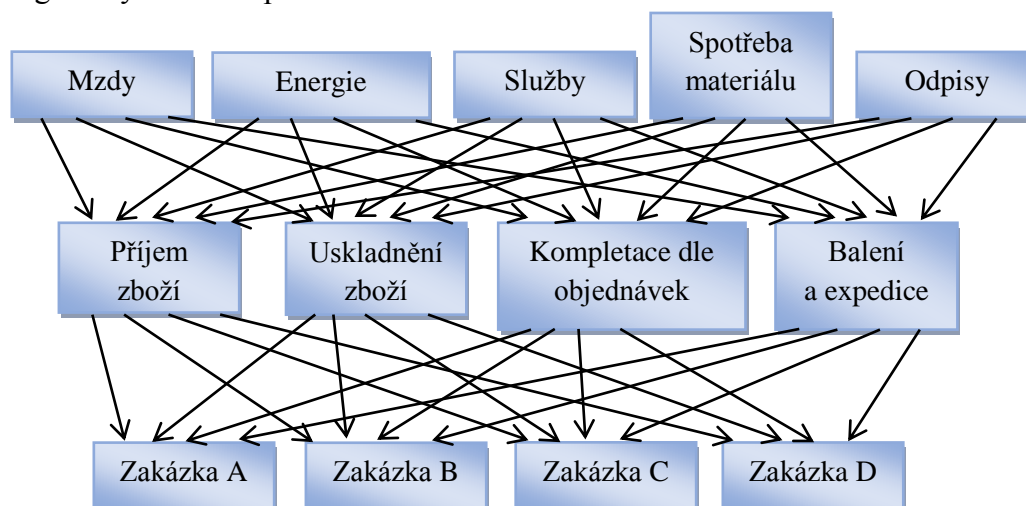 Mzdy
Energie
Služby
Spotřeba
materiálu
Odpisy
Příjem
zboží
Uskladnění
zboží
Kompletace dle
objednávek
Balení
a expedice
Zakázka A
Zakázka B
Zakázka C
Zakázka D